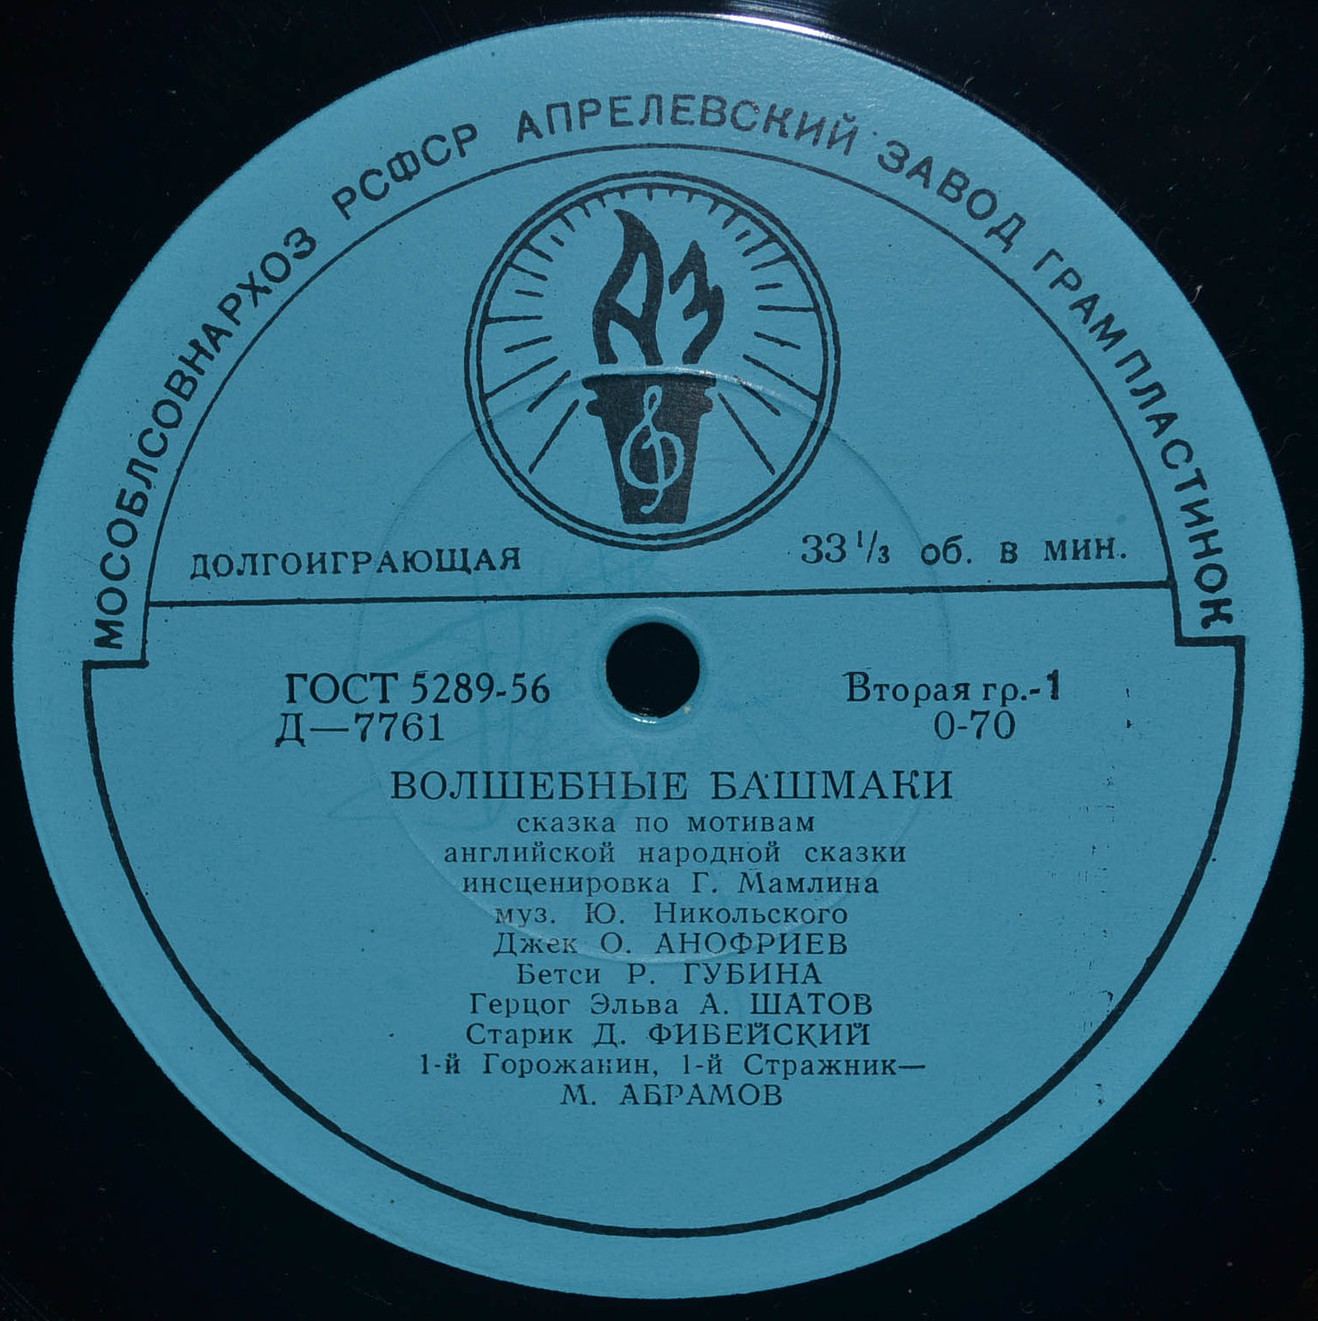 МОСОБЛСОВНАРХОЗ РСФСР АПРЕЛЕВСКИЙ ЗАВОД ГРАМПЛАСТИНОК
АЗ
ДОЛГОИГРАЮЩАЯ 33 1/3 об. в мин.
ГОСТ 5289-56 Вторая гр.-1
Д—7761 0-70
ВОЛШЕБНЫЕ БАШМАКИ
сказка по мотивам
английской народной сказки
инсценировка Г. Мамлина
муз. Ю. Никольского
Джек О. АНОФРИЕВ
Бетси Р. ГУБИНА
Герцог Эльва А. ШАТОВ
Старик Д. ФИБЕЙСКИЙ
1-й Горожанин, 1-й Стражник—
М. АБРАМОВ